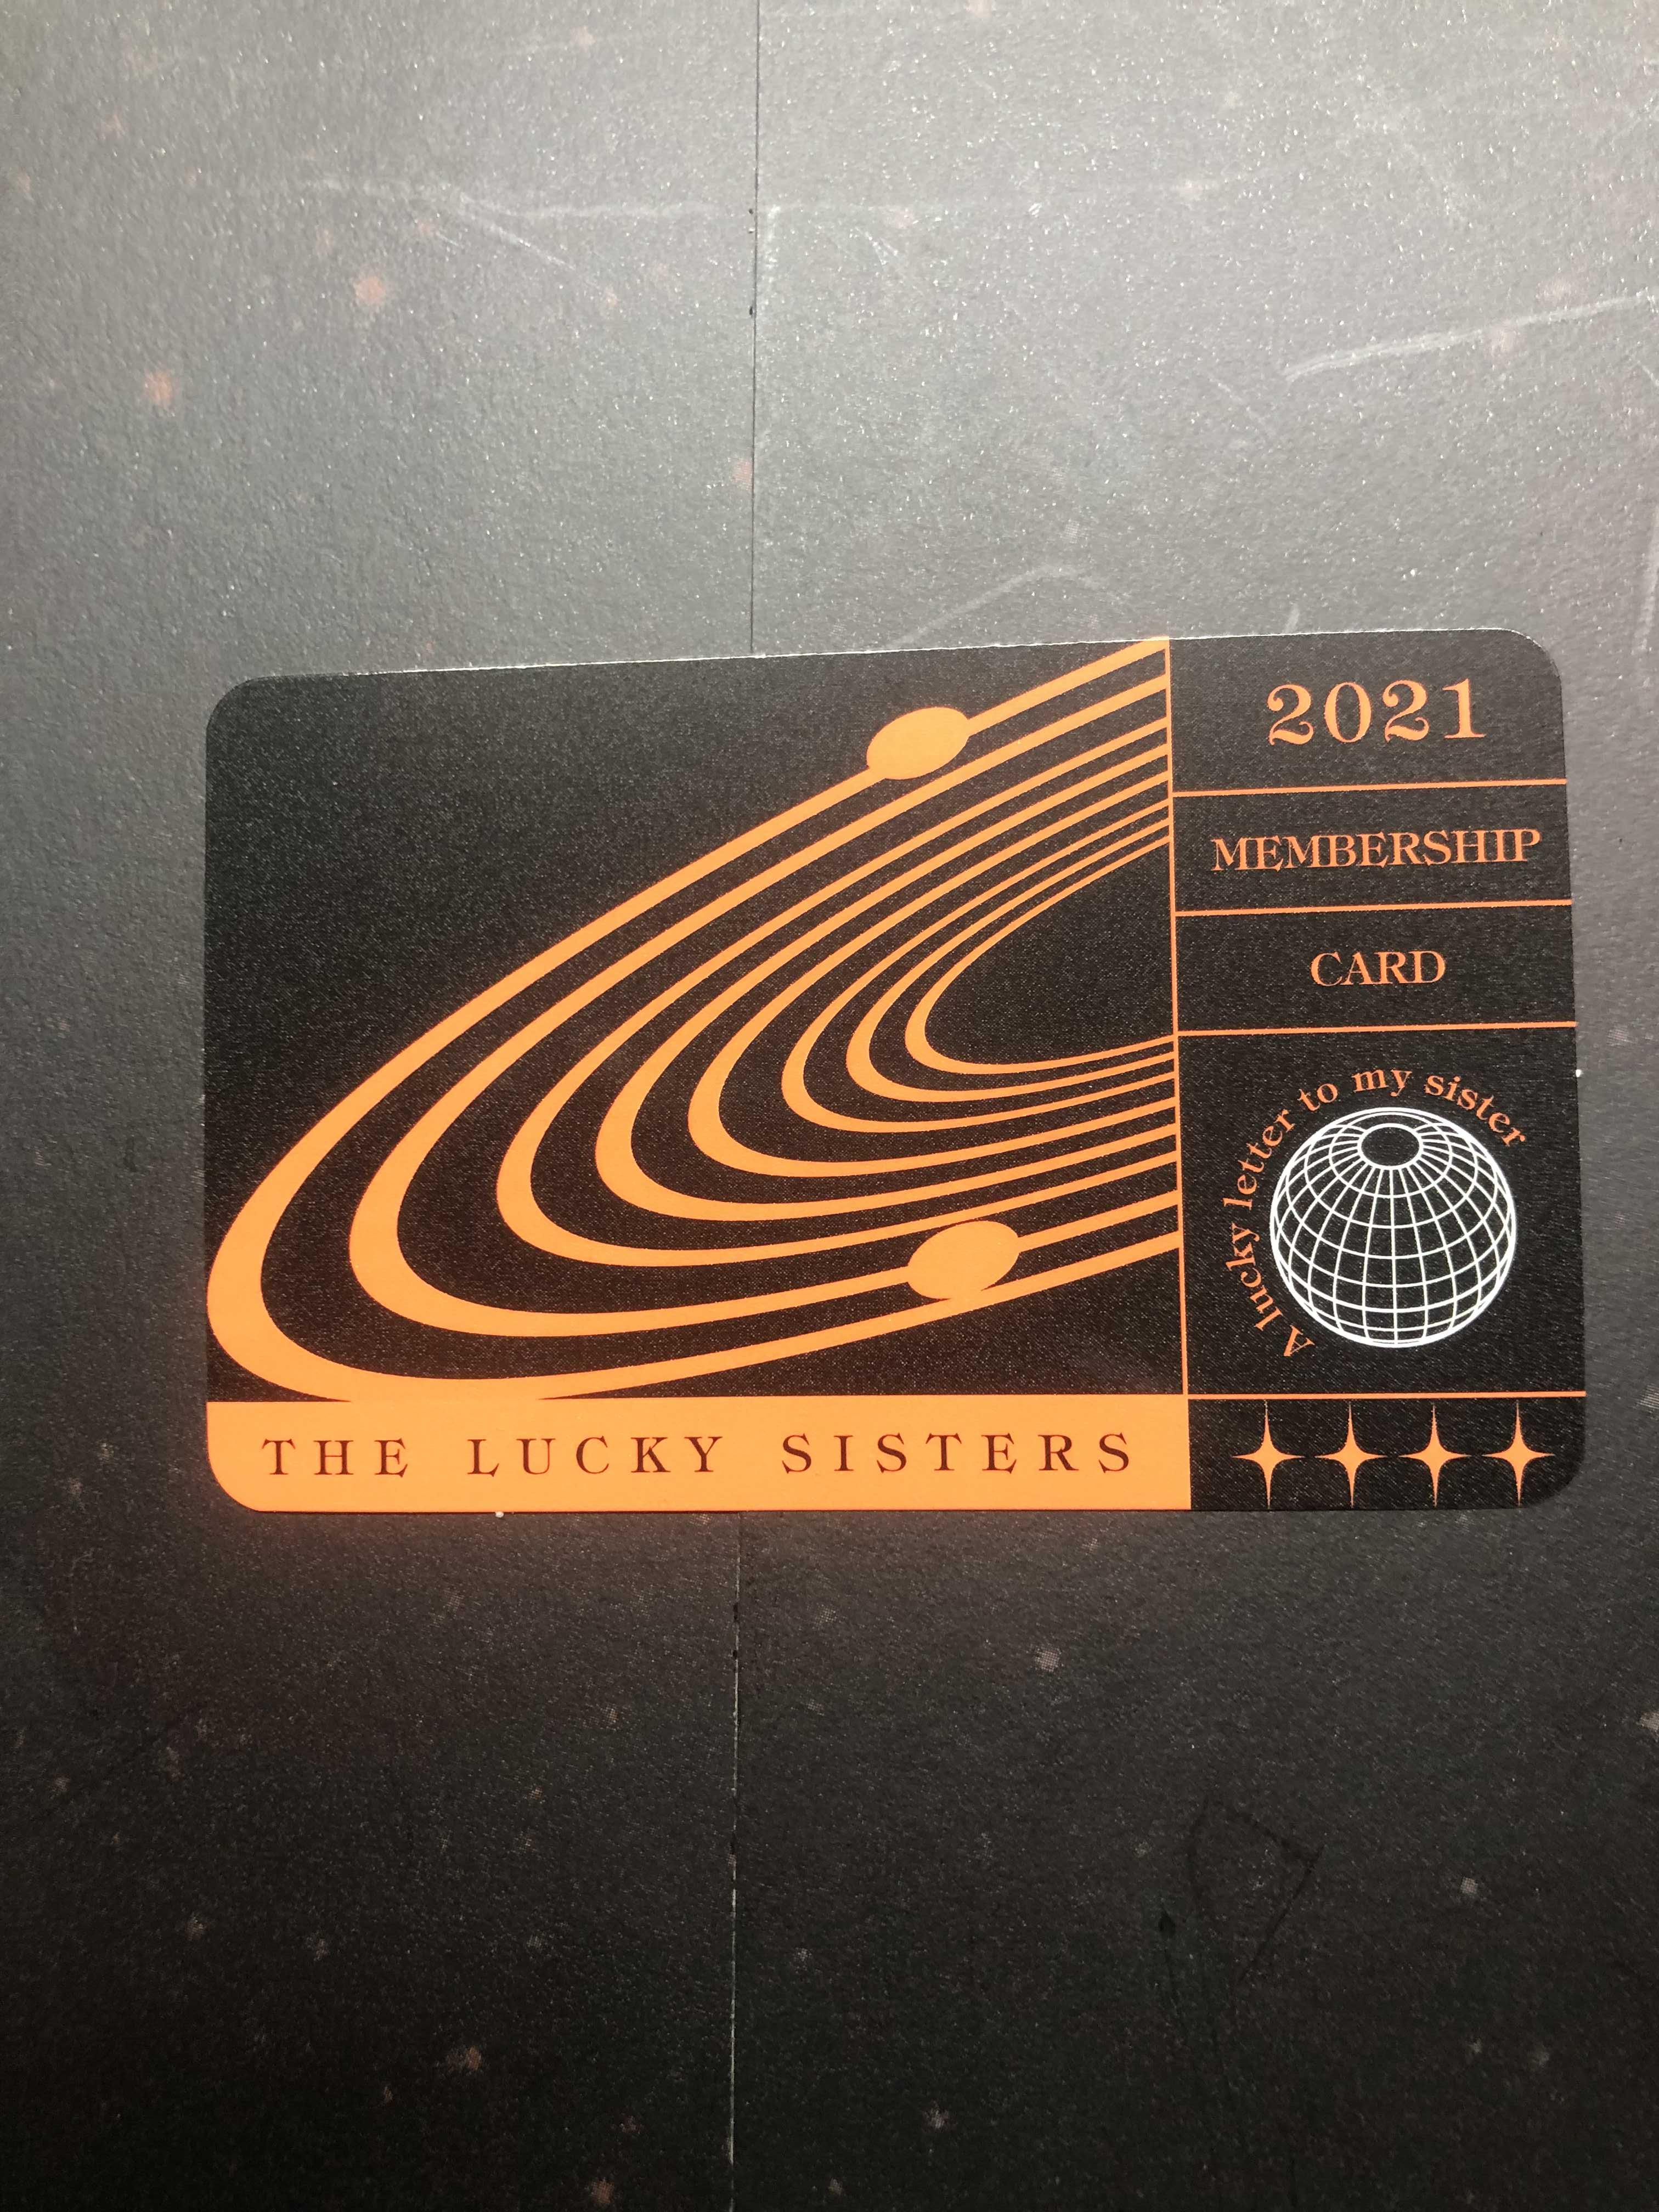 2021
MEMBERSHIP
CARD
A lucky letter to my sister
THE LUCKY SISTERS